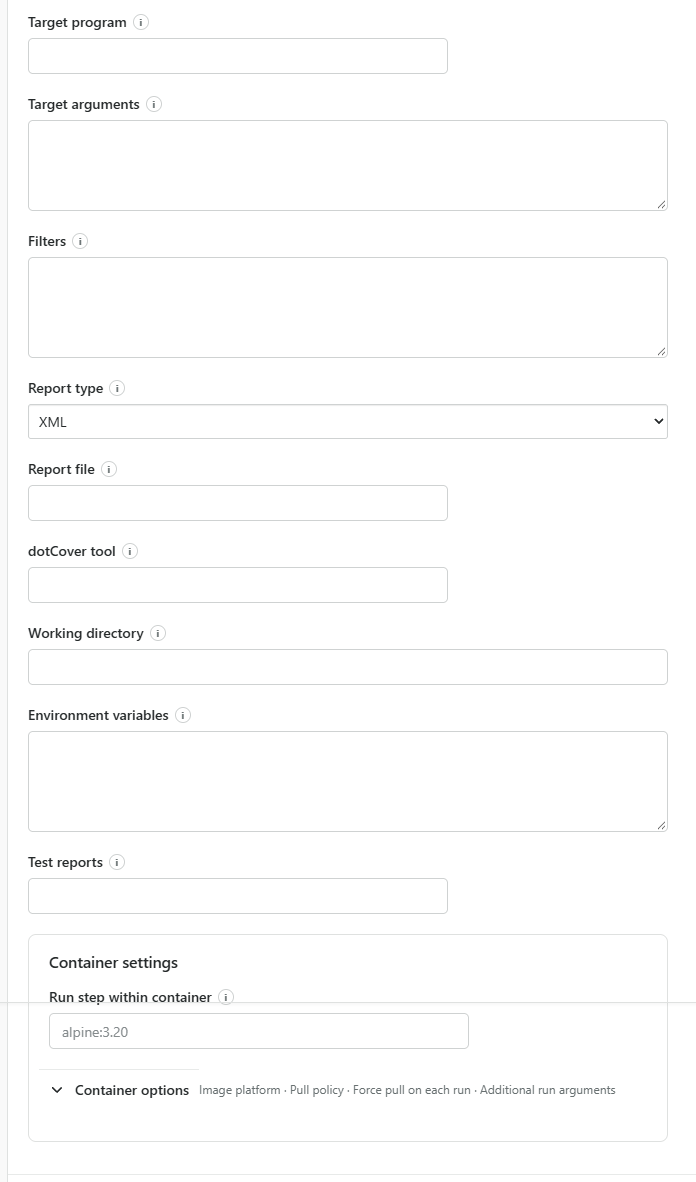 Target program
Target arguments
Filters
Report type
XML
Report file
dotCover tool
Working directory
Environment variables
Test reports
Container settings
Run step within container
alpine:3.20
Container options Image platform · Pull policy · Force pull on each run · Additional run arguments